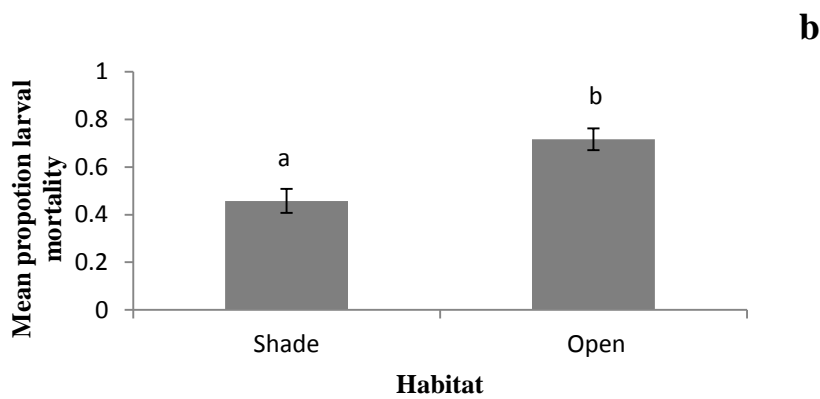 b
Mean propotion larval
mortality
1
0.8
0.6
0.4
0.2
0
a
b
Shade
Open
Habitat